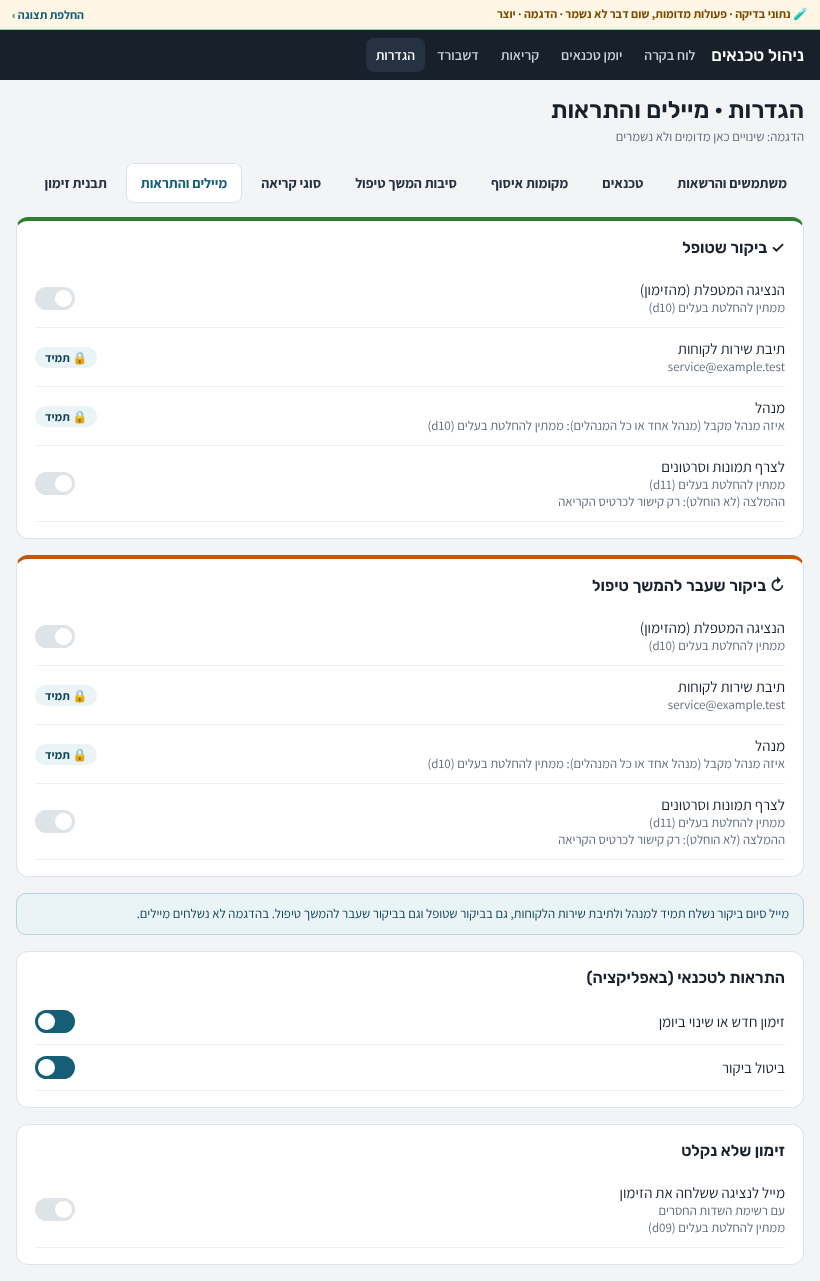 🧪 נתוני בדיקה · פעולות מדומות, שום דבר לא נשמר · הדגמה · יוצר
החלפת תצוגה ›
ניהול טכנאים
לוח בקרה
יומן טכנאים
קריאות
דשבורד
הגדרות
הגדרות • מיילים והתראות
הדגמה: שינויים כאן מדומים ולא נשמרים
משתמשים והרשאות
טכנאים
מקומות איסוף
סיבות המשך טיפול
סוגי קריאה
מיילים והתראות
תבנית זימון
✓ ביקור שטופל
הנציגה המטפלת (מהזימון)
ממתין להחלטת בעלים (d10)
תיבת שירות לקוחות
service@example.test
🔒 תמיד
מנהל
איזה מנהל מקבל (מנהל אחד או כל המנהלים): ממתין להחלטת בעלים (d10)
🔒 תמיד
לצרף תמונות וסרטונים
ממתין להחלטת בעלים (d11)
ההמלצה (לא הוחלט): רק קישור לכרטיס הקריאה
↻ ביקור שעבר להמשך טיפול
הנציגה המטפלת (מהזימון)
ממתין להחלטת בעלים (d10)
תיבת שירות לקוחות
service@example.test
🔒 תמיד
מנהל
איזה מנהל מקבל (מנהל אחד או כל המנהלים): ממתין להחלטת בעלים (d10)
🔒 תמיד
לצרף תמונות וסרטונים
ממתין להחלטת בעלים (d11)
ההמלצה (לא הוחלט): רק קישור לכרטיס הקריאה
מייל סיום ביקור נשלח תמיד למנהל ולתיבת שירות הלקוחות, גם בביקור שטופל וגם בביקור שעבר להמשך טיפול. בהדגמה לא נשלחים מיילים.
התראות לטכנאי (באפליקציה)
זימון חדש או שינוי ביומן
ביטול ביקור
זימון שלא נקלט
מייל לנציגה ששלחה את הזימון
עם רשימת השדות החסרים
ממתין להחלטת בעלים (d09)